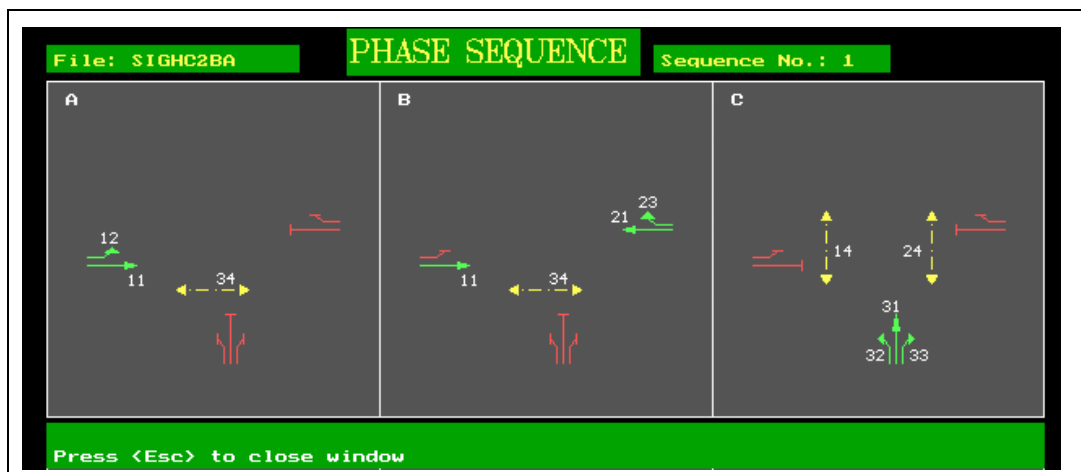 File: SIGHC2BA
PHASE SEQUENCE
Sequence No.: 1
A
B
C
12
11
34
23
21
11
34
14
24
31
32
33
Press <Esc> to close window